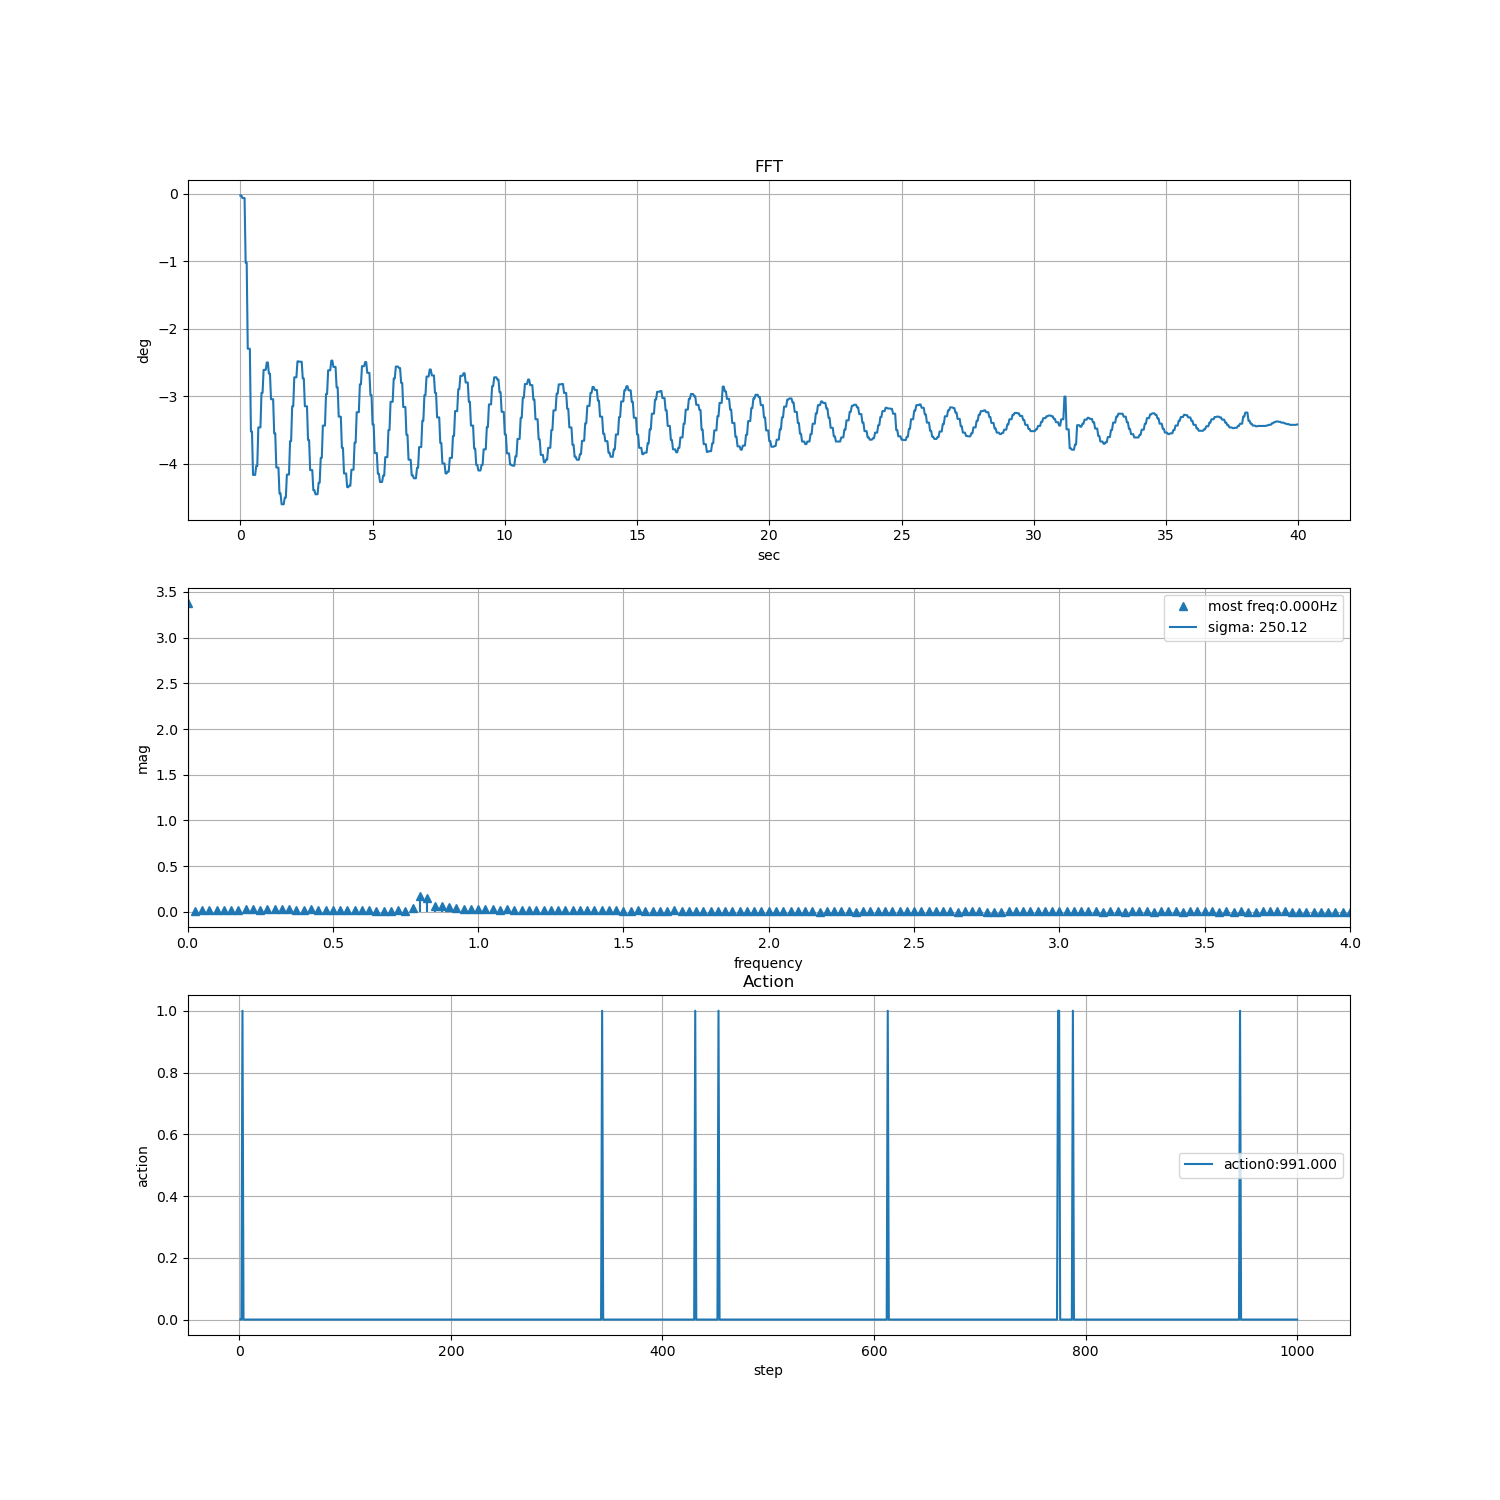 FFT
0
−1
−2
−3
−4
deg
0 5 10 15 20 25 30 35 40
sec
3.5
3.0
2.5
2.0
1.5
1.0
0.5
0.0
mag
most freq:0.000Hz
sigma: 250.12
0.0 0.5 1.0 1.5 2.0 2.5 3.0 3.5 4.0
frequency
Action
1.0
0.8
0.6
0.4
0.2
0.0
action
action0:991.000
0 200 400 600 800 1000
step